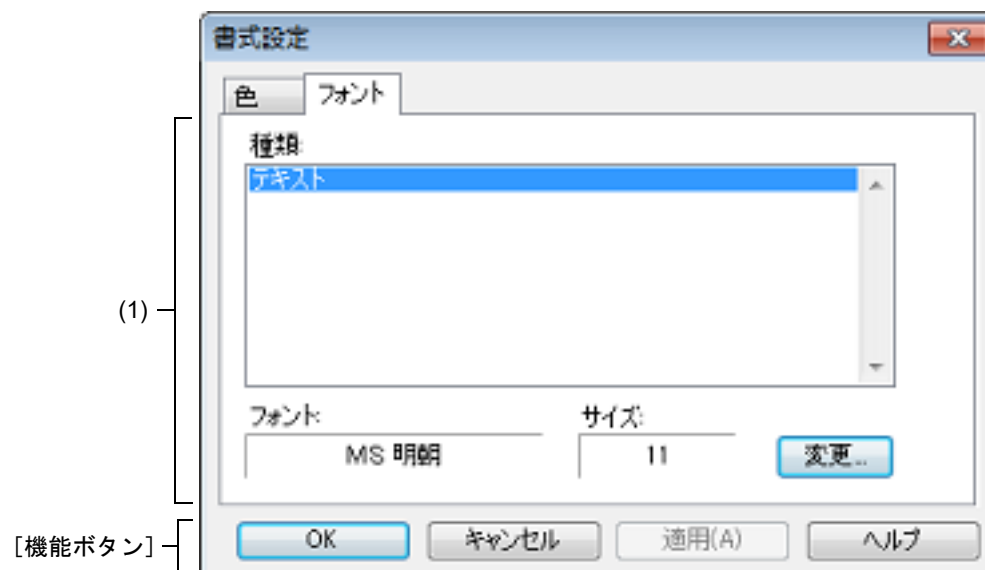 書式設定
色 フォント
種類:
テキスト
(1)
フォント: サイズ:
MS 明朝 11 変更...
[機能ボタン] OK キャンセル 適用(A) ヘルプ